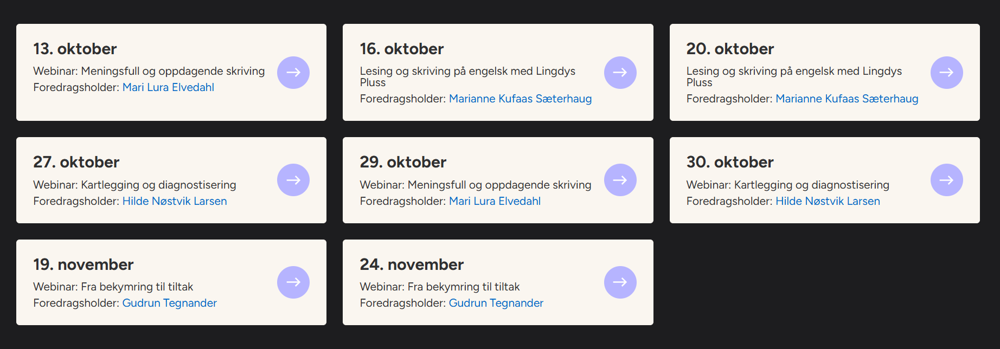 13. oktober
Webinar: Meningsfull og oppdagende skriving
Foredragsholder: Mari Lura Elvedahl
16. oktober
Lesing og skriving på engelsk med Lingdys
Pluss
Foredragsholder: Marianne Kufaas Sæterhaug
20. oktober
Lesing og skriving på engelsk med Lingdys
Pluss
Foredragsholder: Marianne Kufaas Sæterhaug
27. oktober
Webinar: Kartlegging og diagnostisering
Foredragsholder: Hilde Nøstvik Larsen
29. oktober
Webinar: Meningsfull og oppdagende skriving
Foredragsholder: Mari Lura Elvedahl
30. oktober
Webinar: Kartlegging og diagnostisering
Foredragsholder: Hilde Nøstvik Larsen
19. november
Webinar: Fra bekymring til tiltak
Foredragsholder: Gudrun Tegnander
24. november
Webinar: Fra bekymring til tiltak
Foredragsholder: Gudrun Tegnander